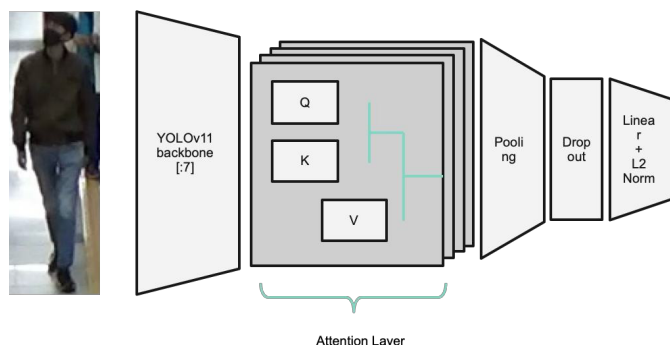 YOLOv11
backbone
[:7]
Q
K
V
Pooli
ng
Drop
out
Linea
r
+
L2
Norm
Attention Layer